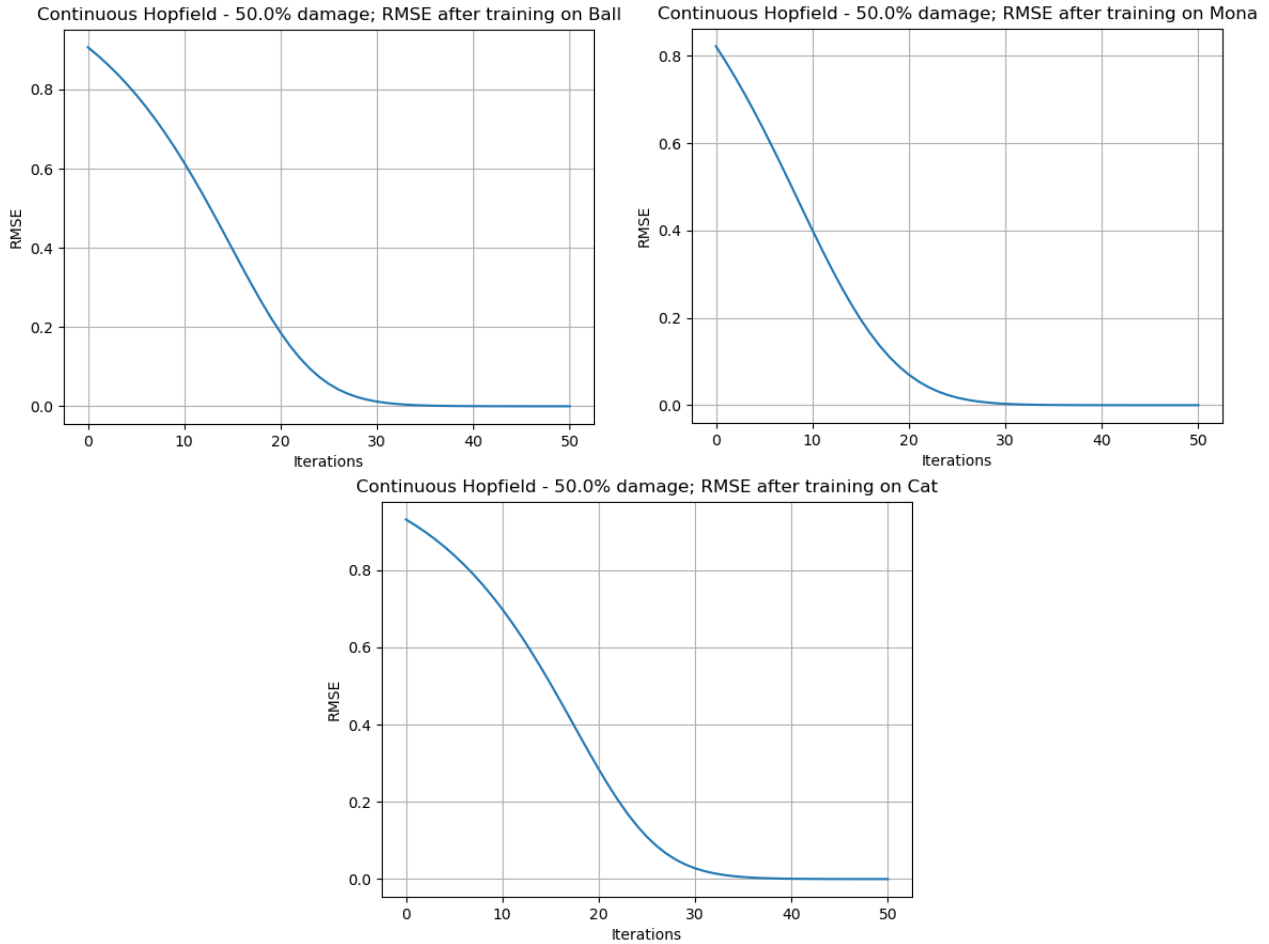 Continuous Hopfield - 50.0% damage; RMSE after training on Ball
0.8
0.6
0.4
0.2
0.0
RMSE
0 10 20 30 40 50
Iterations
Continuous Hopfield - 50.0% damage; RMSE after training on Mona
0.8
0.6
0.4
0.2
0.0
RMSE
0 10 20 30 40 50
Iterations
Continuous Hopfield - 50.0% damage; RMSE after training on Cat
0.8
0.6
0.4
0.2
0.0
RMSE
0 10 20 30 40 50
Iterations